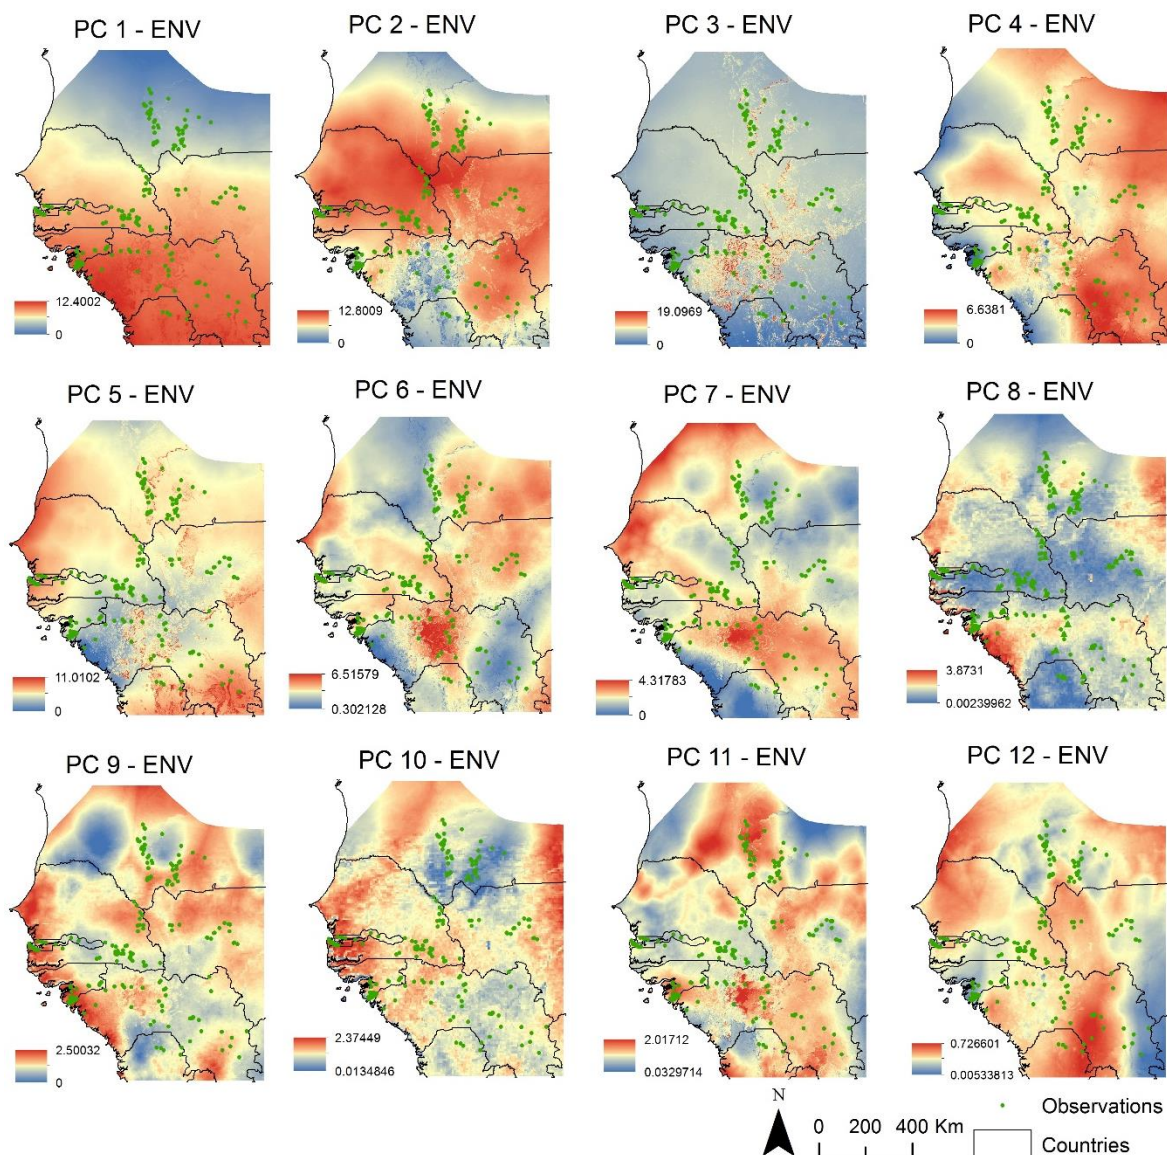 PC 1 - ENV
12.4002
0
PC 2 - ENV
12.8009
0
PC 3 - ENV
19.0969
0
PC 4 - ENV
6.6381
0
PC 5 - ENV
11.0102
0
PC 6 - ENV
6.51579
0.302128
PC 7 - ENV
4.31783
0
PC 8 - ENV
3.8731
0.00239962
PC 9 - ENV
2.50032
0
PC 10 - ENV
2.37449
0.0134846
PC 11 - ENV
2.01712
0.0329714
PC 12 - ENV
0.726601
0.00533813
N
0 200 400 Km
Observations
Countries